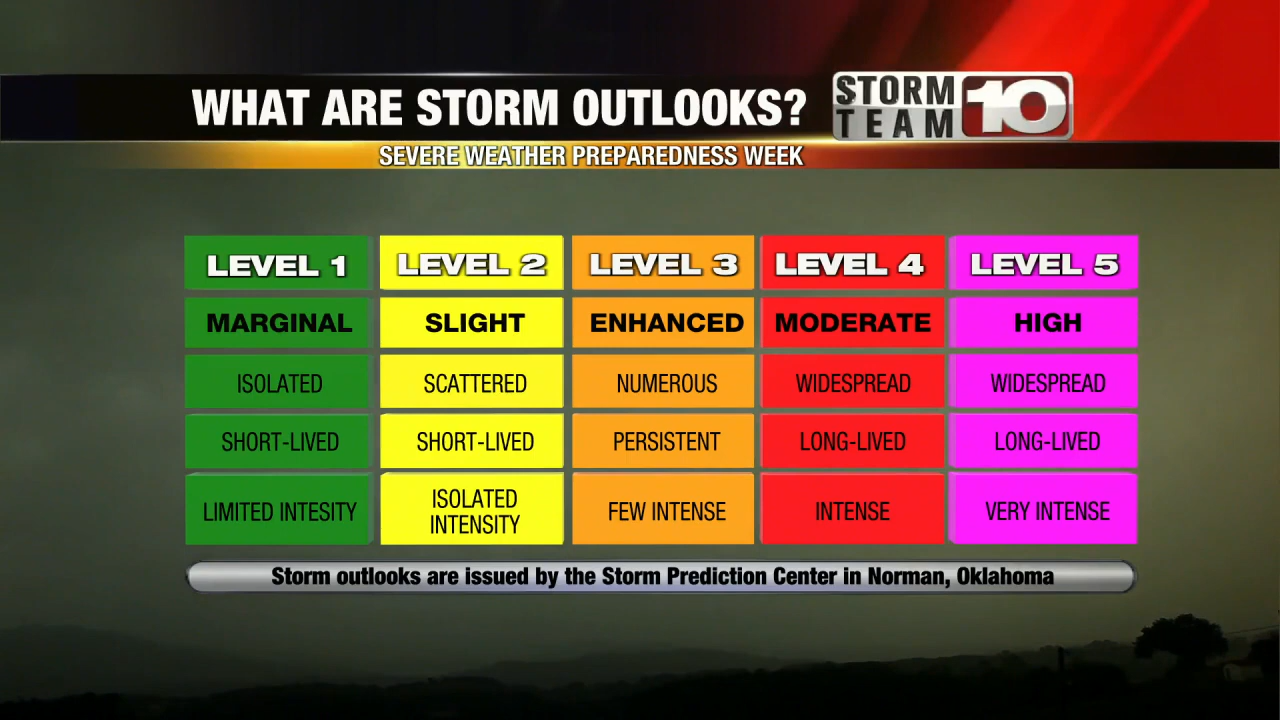 WHAT ARE STORM OUTLOOKS?
STORM
TEAM
10
SEVERE WEATHER PREPAREDNESS WEEK
LEVEL 1
LEVEL 2
LEVEL 3
LEVEL 4
LEVEL 5
MARGINAL
SLIGHT
ENHANCED
MODERATE
HIGH
ISOLATED
SCATTERED
NUMEROUS
WIDESPREAD
WIDESPREAD
SHORT-LIVED
SHORT-LIVED
PERSISTENT
LONG-LIVED
LONG-LIVED
LIMITED INTESITY
ISOLATED
INTENSITY
FEW INTENSE
INTENSE
VERY INTENSE
Storm outlooks are issued by the Storm Prediction Center in Norman, Oklahoma